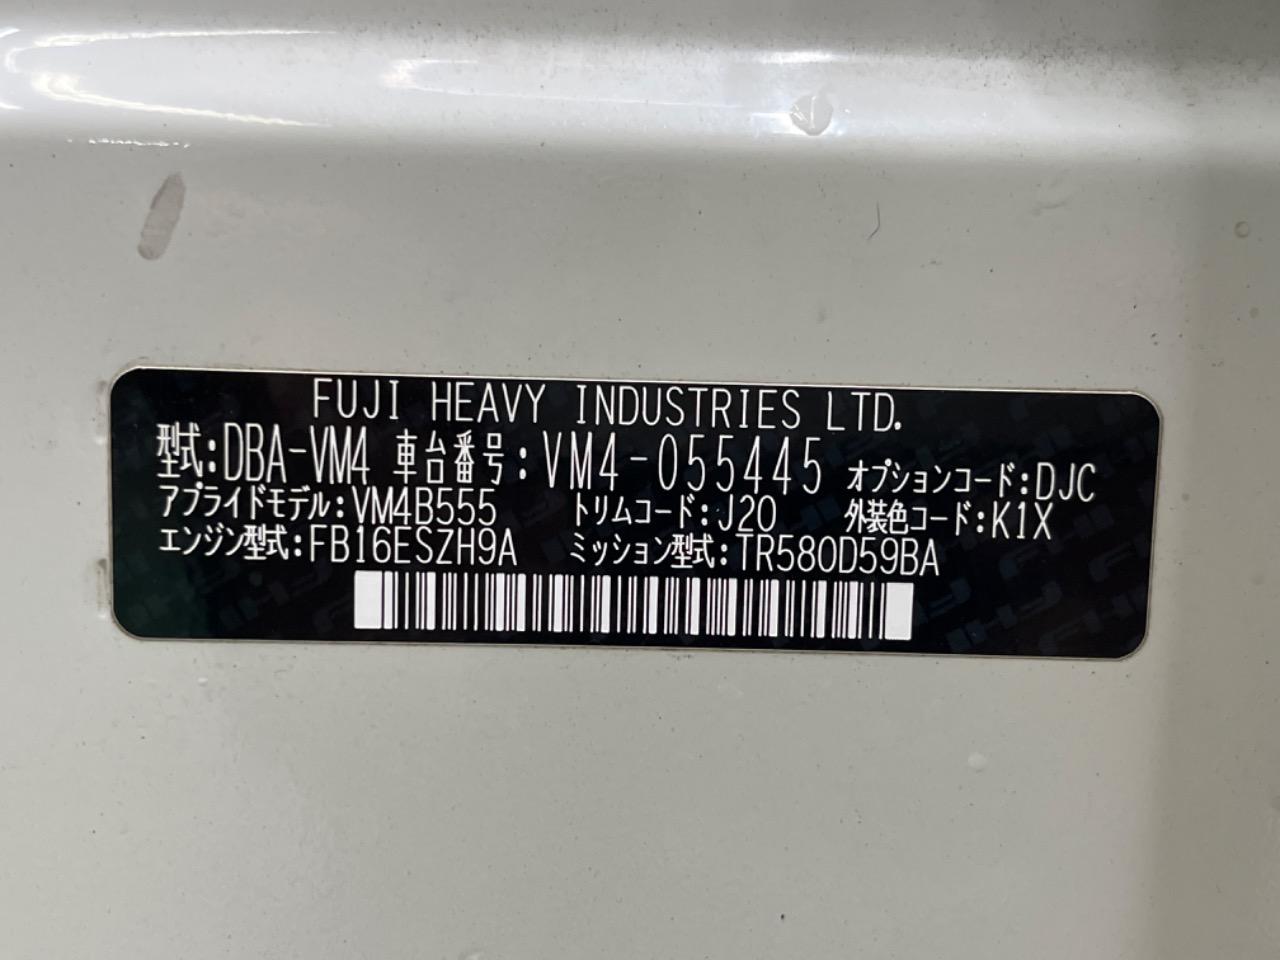 FUJI HEAVY INDUSTRIES LTD.
型式:DBA-VM4 車台番号:VM4-055445 オプションコード:DJC
アプライドモデル:VM4B555 トリムコード:J20 外装色コード:K1X
エンジン型式:FB16ESZH9A ミッション型式:TR580D59BA